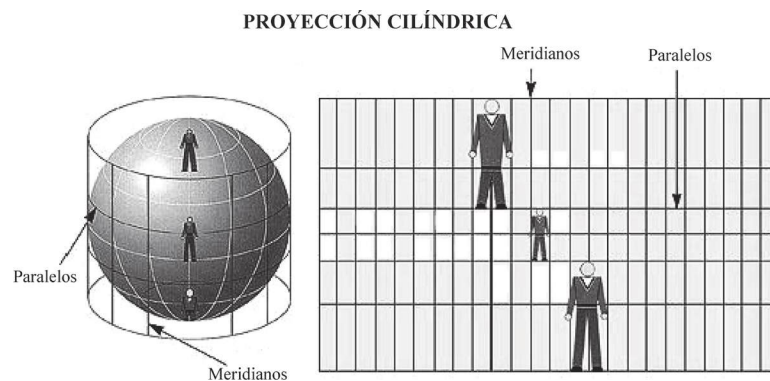 PROYECCIÓN CILÍNDRICA
Meridianos
Paralelos
Paralelos
Meridianos